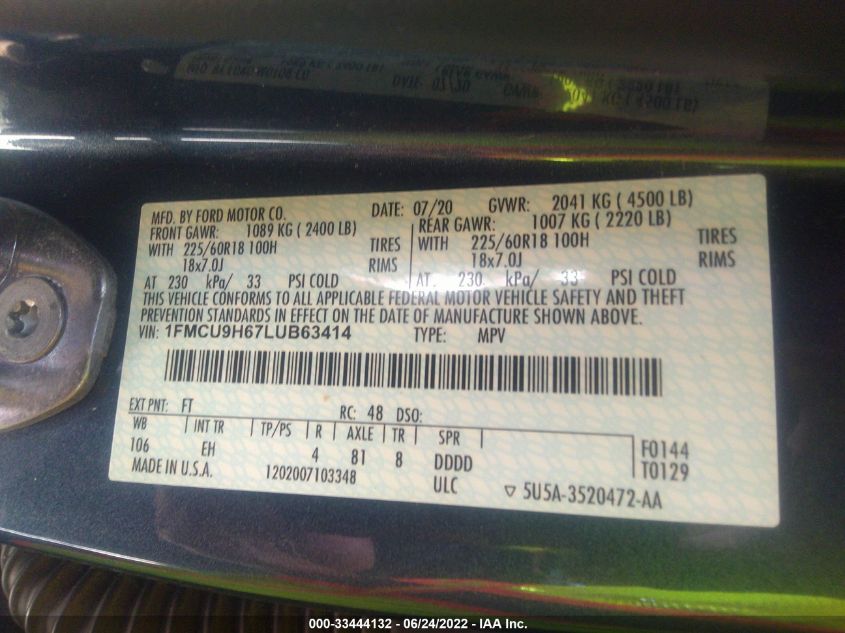 MFD. BY FORD MOTOR CO. DATE: 07/20 GVWR: 2041 KG ( 4500 LB)
FRONT GAWR: 1089 KG ( 2400 LB) REAR GAWR: 1007 KG ( 2220 LB)
WITH 225/60R18 100H TIRES WITH 225/60R18 100H TIRES
18x7.0J RIMS 18x7.0J RIMS
AT 230 kPa/ 33 PSI COLD AT 230 kPa/ 33 PSI COLD
THIS VEHICLE CONFORMS TO ALL APPLICABLE FEDERAL MOTOR VEHICLE SAFETY AND THEFT
PREVENTION STANDARDS IN EFFECT ON THE DATE OF MANUFACTURE SHOWN ABOVE.
VIN: 1FMCU9H67LUB63414 TYPE: MPV
EXT PNT: FT RC: 48 DSO:
WB INT TR TP/PS R AXLE TR SPR
106 EH 4 81 8 DDDD F0144
MADE IN U.S.A. 1202007103348 ULC T0129
▽ 5U5A-3520472-AA
000-33444132 - 06/24/2022 - IAA Inc.